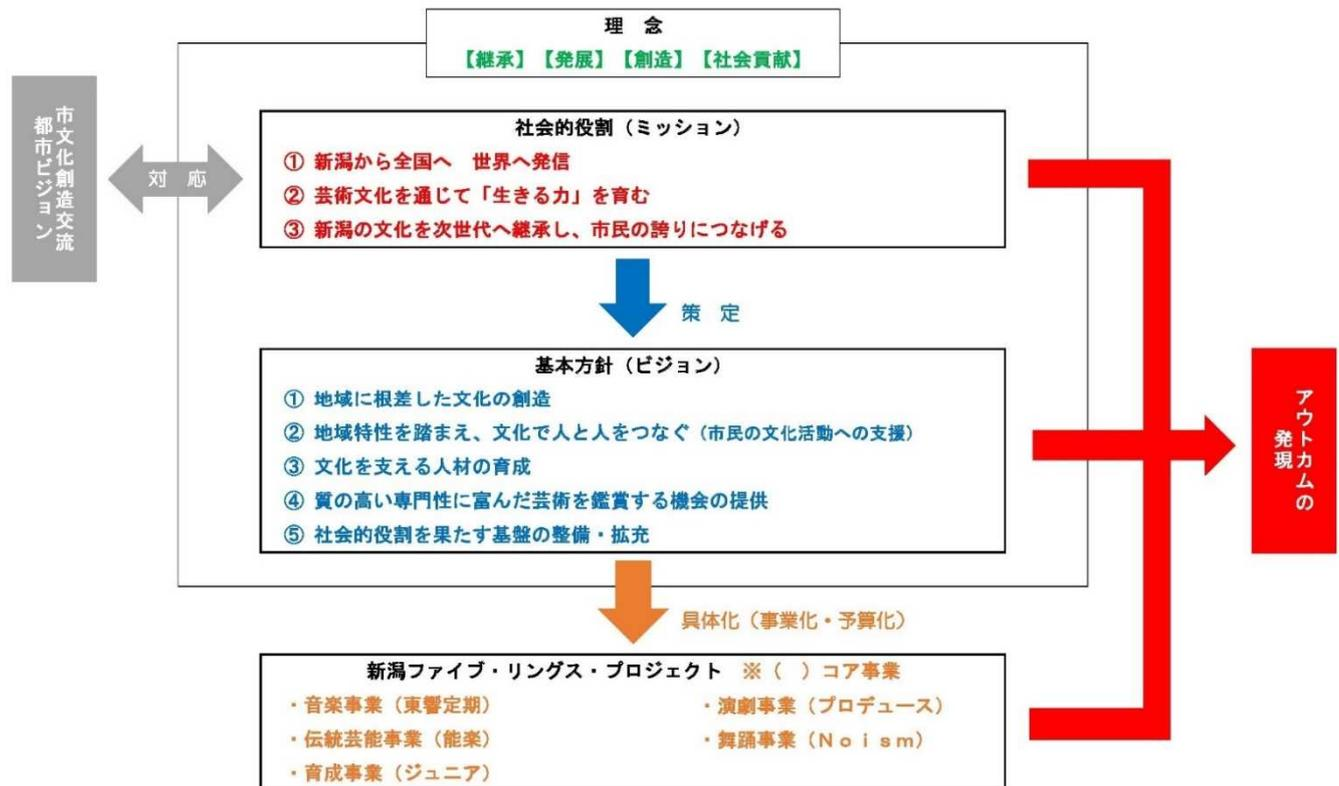 理　念
【継承】【発展】【創造】【社会貢献】
市文化創造交流
都市ビジョン
対　応
社会的役割（ミッション）
① 新潟から全国へ　世界へ発信
② 芸術文化を通じて「生きる力」を育む
③ 新潟の文化を次世代へ継承し、市民の誇りにつなげる
策　定
基本方針（ビジョン）
① 地域に根差した文化の創造
② 地域特性を踏まえ、文化で人と人をつなぐ（市民の文化活動への支援）
③ 文化を支える人材の育成
④ 質の高い専門性に富んだ芸術を鑑賞する機会の提供
⑤ 社会的役割を果たす基盤の整備・拡充
アウトカムの
発現
具体化（事業化・予算化）
新潟ファイブ・リングス・プロジェクト　※（　）コア事業
・音楽事業（東響定期）
・演劇事業（プロデュース）
・伝統芸能事業（能楽）
・舞踊事業（Ｎｏｉｓｍ）
・育成事業（ジュニア）